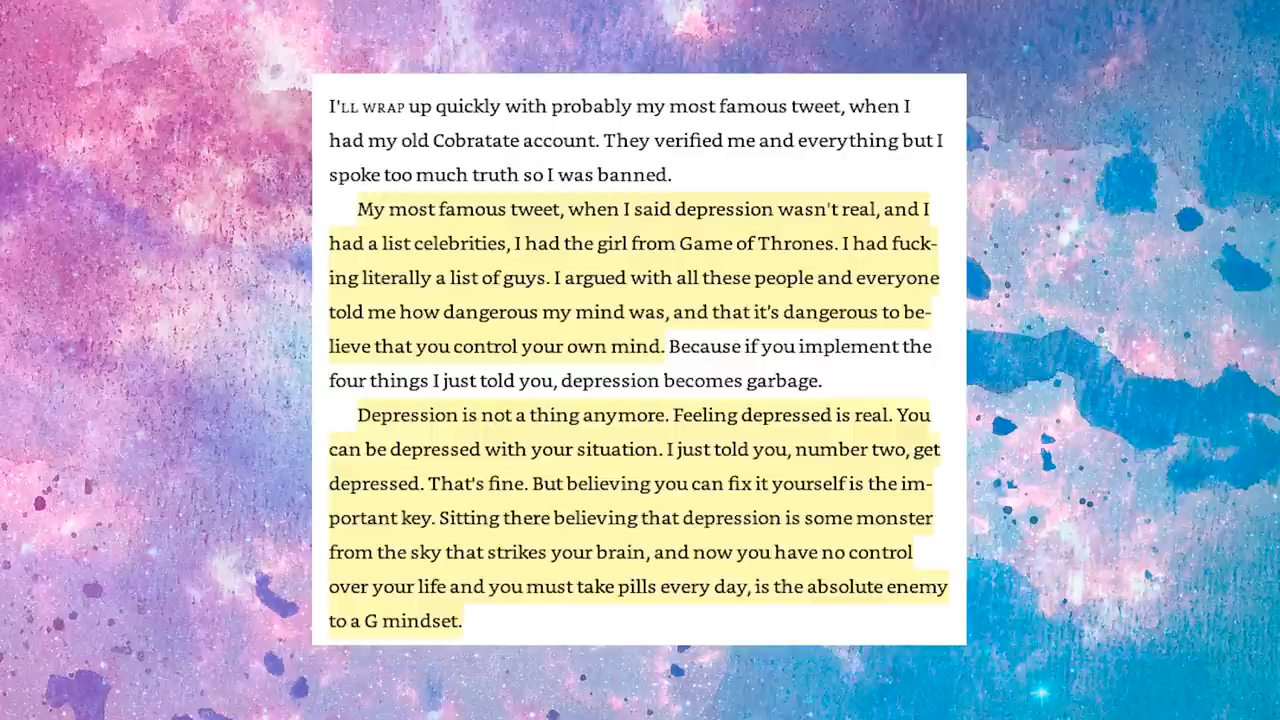 I'LL WRAP up quickly with probably my most famous tweet, when I
had my old Cobratate account. They verified me and everything but I
spoke too much truth so I was banned.
My most famous tweet, when I said depression wasn't real, and I
had a list celebrities, I had the girl from Game of Thrones. I had fuck-
ing literally a list of guys. I argued with all these people and everyone
told me how dangerous my mind was, and that it's dangerous to be-
lieve that you control your own mind. Because if you implement the
four things I just told you, depression becomes garbage.
Depression is not a thing anymore. Feeling depressed is real. You
can be depressed with your situation. I just told you, number two, get
depressed. That's fine. But believing you can fix it yourself is the im-
portant key. Sitting there believing that depression is some monster
from the sky that strikes your brain, and now you have no control
over your life and you must take pills every day, is the absolute enemy
to a G mindset.